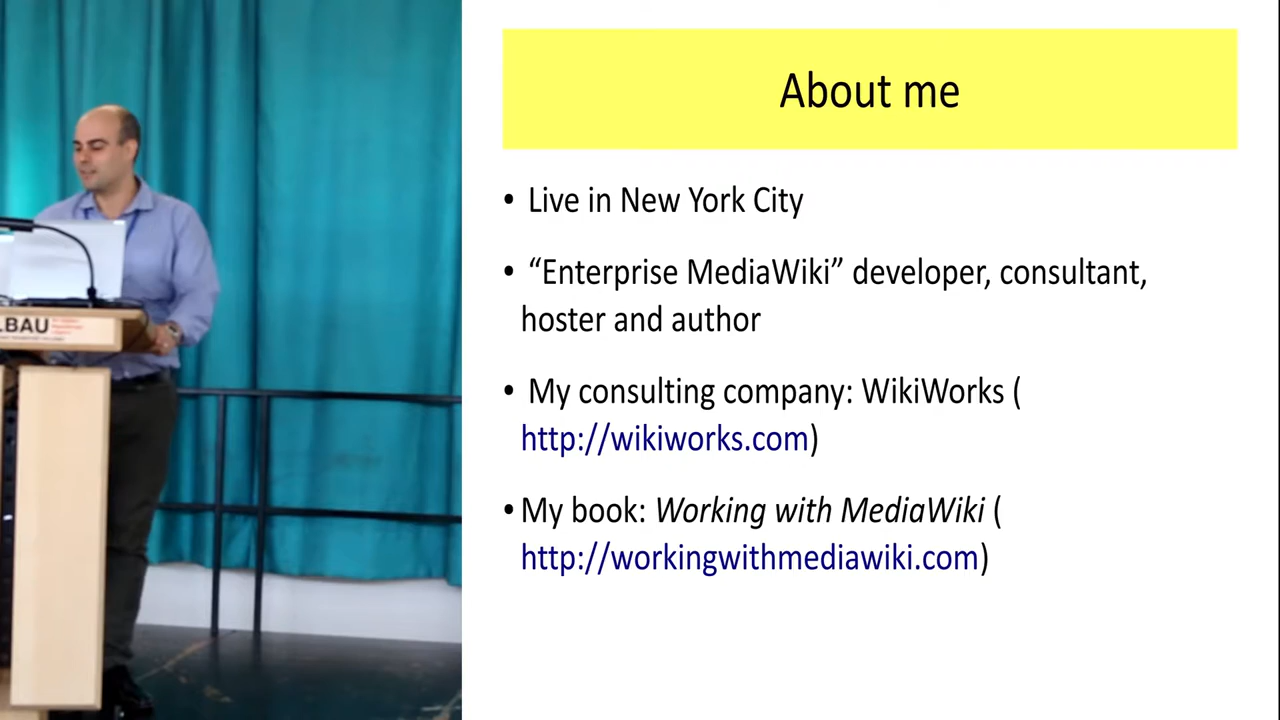 About me
• Live in New York City
• “Enterprise MediaWiki” developer, consultant,
hoster and author
• My consulting company: WikiWorks (
http://wikiworks.com)
• My book: Working with MediaWiki (
http://workingwithmediawiki.com)
LBAU